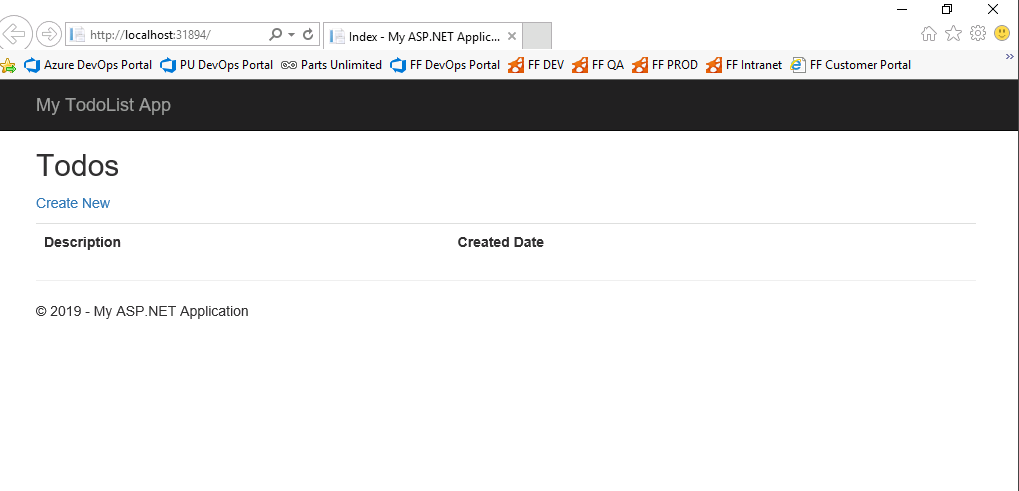 http://localhost:31894/
Index - My ASP.NET Applic...
Azure DevOps Portal PU DevOps Portal Parts Unlimited FF DevOps Portal FF DEV FF QA FF PROD FF Intranet FF Customer Portal
My TodoList App
Todos
Create New
Description Created Date
© 2019 - My ASP.NET Application